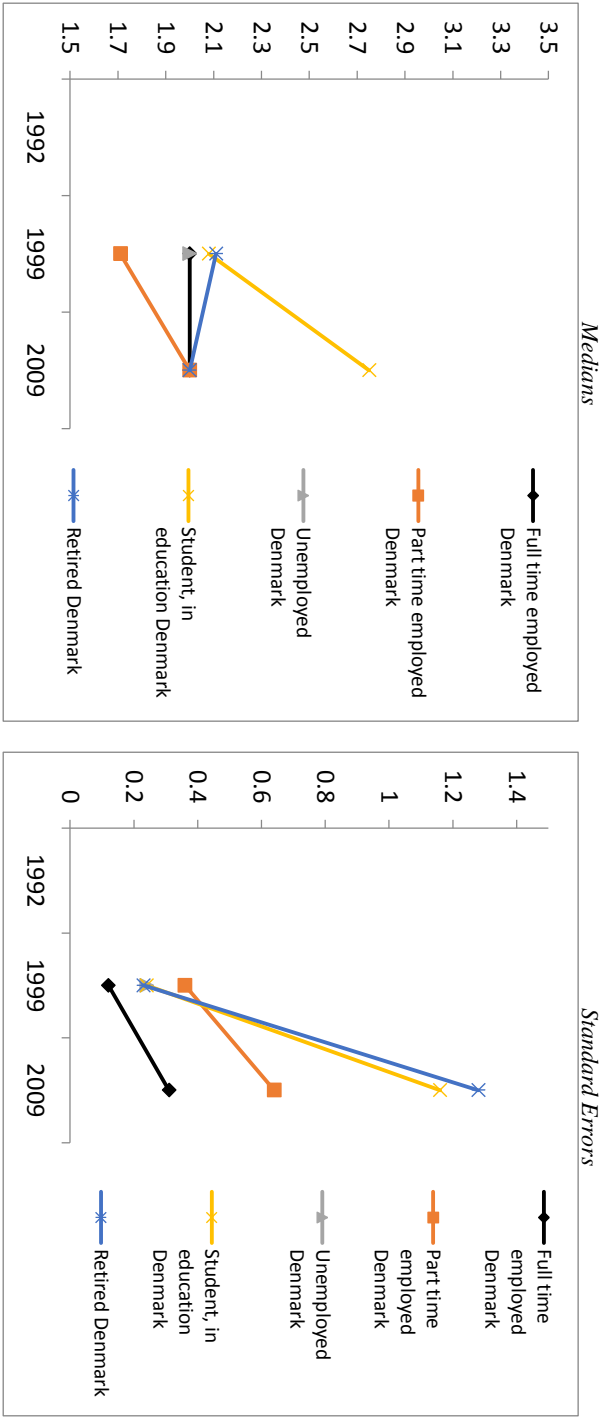 Medians
3.5
3.3
3.1
2.9
2.7
2.5
2.3
2.1
1.9
1.7
1.5
1992
1999
2009
Full time employed
Denmark
Part time employed
Denmark
Unemployed
Denmark
Student, in
education Denmark
Retired Denmark
Standard Errors
1.4
1.2
1
0.8
0.6
0.4
0.2
0
1992
1999
2009
Full time
employed
Denmark
Part time
employed
Denmark
Unemployed
Denmark
Student, in
education
Denmark
Retired Denmark